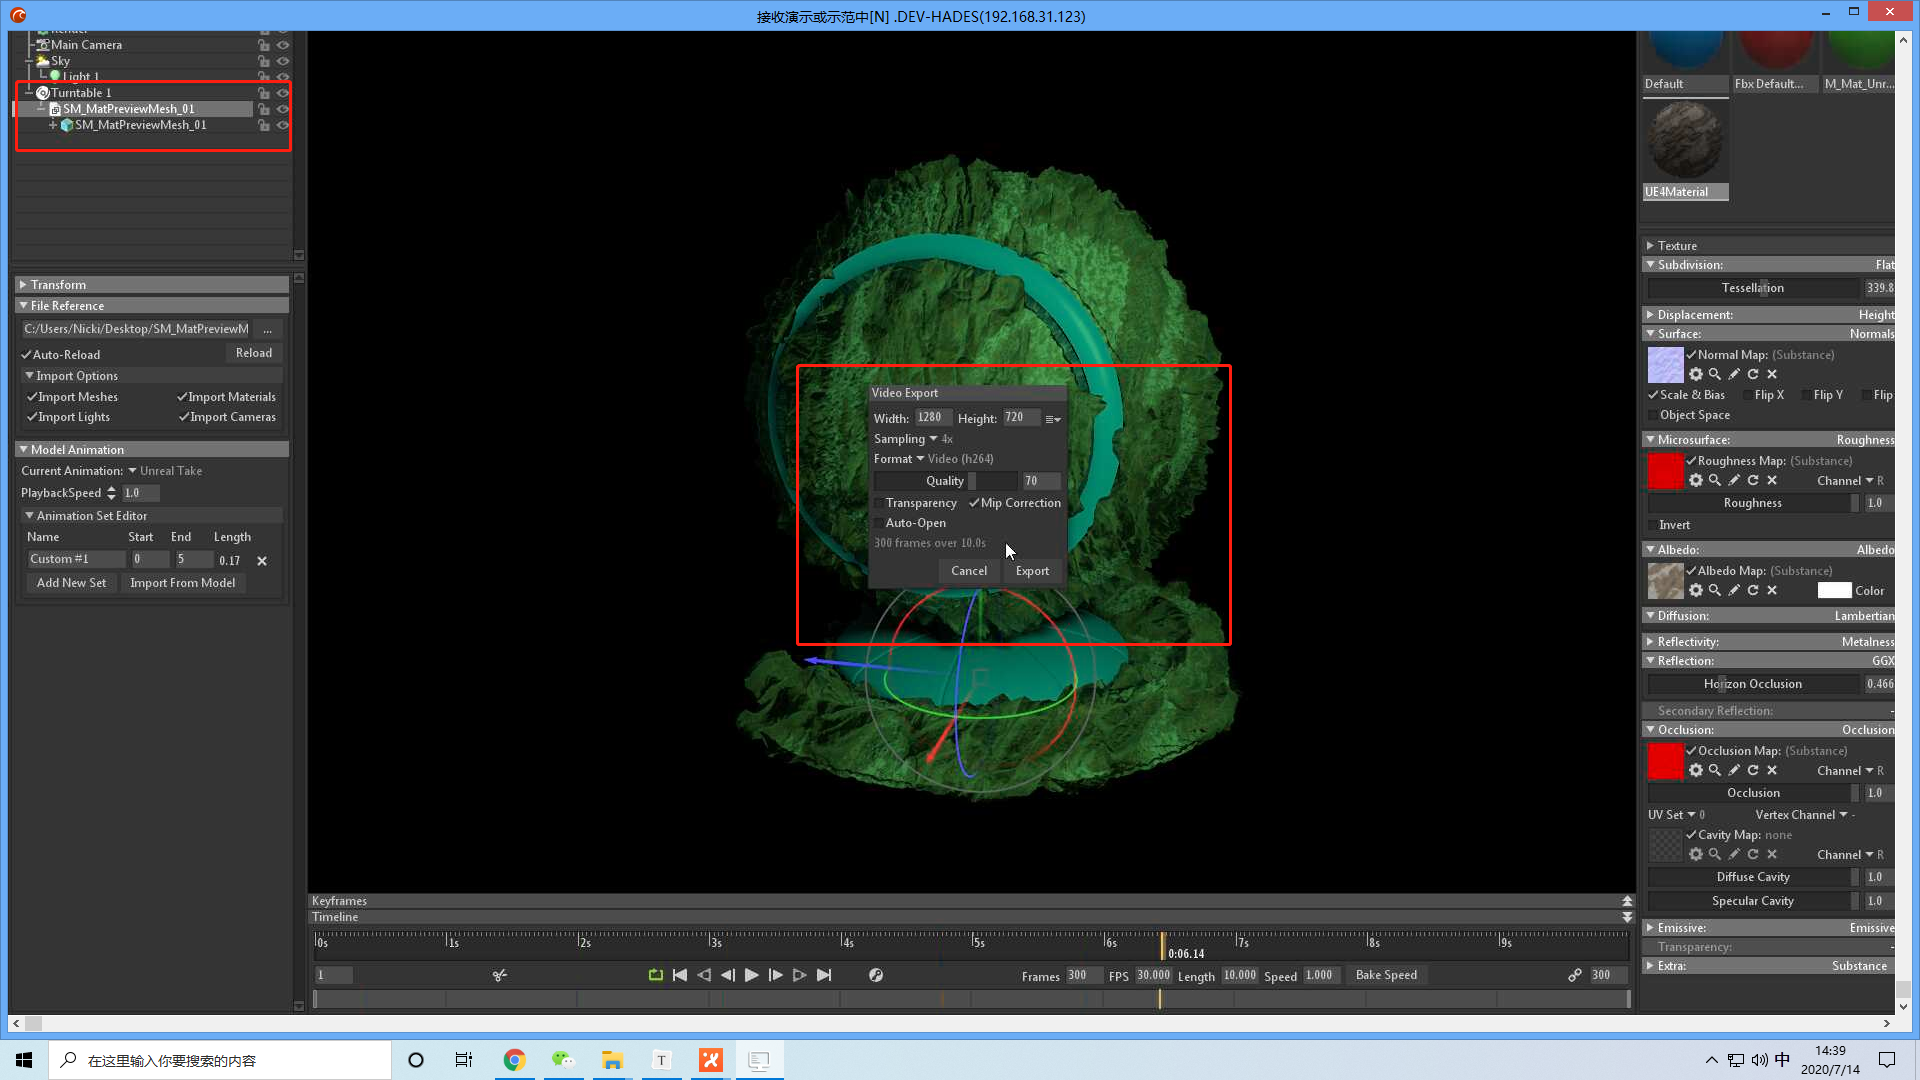 接收演示或示范中[N] .DEV-HADES(192.168.31.123)
Render
Main Camera
Sky
Light 1
Turntable 1
SM_MatPreviewMesh_01
SM_MatPreviewMesh_01
Transform
File Reference
C:/Users/Nicki/Desktop/SM_MatPreviewM ...
Auto-Reload Reload
Import Options
Import Meshes Import Materials
Import Lights Import Cameras
Model Animation
Current Animation: Unreal Take
PlaybackSpeed 1.0
Animation Set Editor
Name Start End Length
Custom #1 0 5 0.17
Add New Set Import From Model
Video Export
Width: 1280 Height: 720
Sampling 4x
Format Video (h264)
Quality 70
Transparency Mip Correction
Auto-Open
300 frames over 10.0s
Cancel Export
Keyframes
Timeline
0s 1s 2s 3s 4s 5s 6s 7s 8s 9s
0:06.14
1 Frames 300 FPS 30.000 Length 10.000 Speed 1.000 Bake Speed 300
Default Fbx Default... M_Mat_Unr...
UE4Material
Texture
Subdivision: Flat
Tessellation 339.8
Displacement: Height
Surface: Normals
Normal Map: (Substance)
Scale & Bias Flip X Flip Y Flip
Object Space
Microsurface: Roughness
Roughness Map: (Substance)
Channel R
Roughness 1.0
Invert
Albedo: Albedo
Albedo Map: (Substance)
Color
Diffusion: Lambertian
Reflectivity: Metalness
Reflection: GGX
Horizon Occlusion 0.466
Secondary Reflection: -
Occlusion: Occlusion
Occlusion Map: (Substance)
Channel R
Occlusion 1.0
UV Set 0 Vertex Channel -
Cavity Map: none
Channel R
Diffuse Cavity 1.0
Specular Cavity 1.0
Emissive: Emissive
Transparency: -
Extra: Substance
在这里输入你要搜索的内容
T
中
14:39
2020/7/14